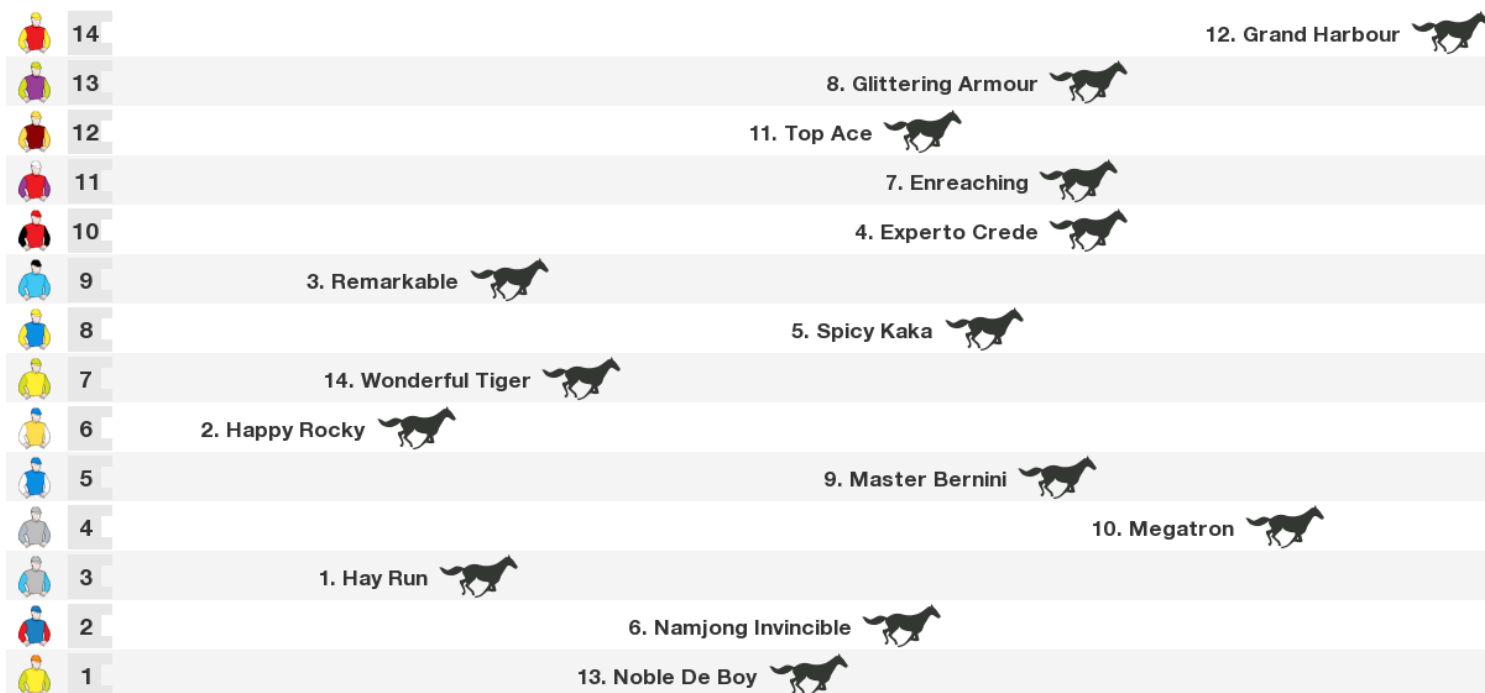 14 12. Grand Harbour
13 8. Glittering Armour
12 11. Top Ace
11 7. Enreaching
10 4. Experto Crede
9 3. Remarkable
8 5. Spicy Kaka
7 14. Wonderful Tiger
6 2. Happy Rocky
5 9. Master Bernini
4 10. Megatron
3 1. Hay Run
2 6. Namjong Invincible
1 13. Noble De Boy